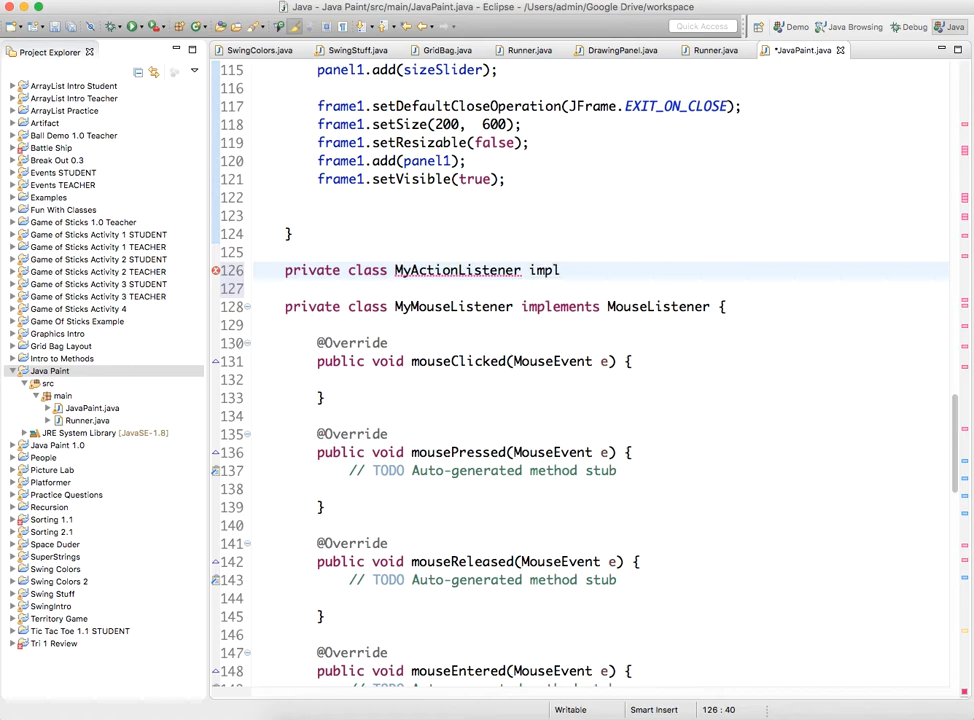 Java - Java Paint/src/main/JavaPaint.java - Eclipse - /Users/admin/Google Drive/workspace
Quick Access
Demo
Java Browsing
Debug
Java
Project Explorer
SwingColors.java
SwingStuff.java
GridBag.java
Runner.java
DrawingPanel.java
Runner.java
*JavaPaint.java
ArrayList Intro Student
ArrayList Intro Teacher
ArrayList Practice
Artifact
Ball Demo 1.0 Teacher
Battle Ship
Break Out 0.3
Events STUDENT
Events TEACHER
Examples
Fun With Classes
Game of Sticks 1.0 Teacher
Game of Sticks Activity 1 STUDENT
Game of Sticks Activity 1 TEACHER
Game of Sticks Activity 2 STUDENT
Game of Sticks Activity 2 TEACHER
Game of Sticks Activity 3 STUDENT
Game of Sticks Activity 3 TEACHER
Game of Sticks Activity 4
Game Of Sticks Example
Graphics Intro
Grid Bag Layout
Intro to Methods
Java Paint
src
main
JavaPaint.java
Runner.java
JRE System Library [JavaSE-1.8]
Java Paint 1.0
People
Picture Lab
Platformer
Practice Questions
Recursion
Sorting 1.1
Sorting 2.1
Space Duder
SuperStrings
Swing Colors
Swing Colors 2
Swing Stuff
SwingIntro
Territory Game
Tic Tac Toe 1.1 STUDENT
Tri 1 Review
115 panel1.add(sizeSlider);
116
117 frame1.setDefaultCloseOperation(JFrame.EXIT_ON_CLOSE);
118 frame1.setSize(200, 600);
119 frame1.setResizable(false);
120 frame1.add(panel1);
121 frame1.setVisible(true);
122
123
124 }
125
126 private class MyActionListener impl
127
128 private class MyMouseListener implements MouseListener {
129
130 @Override
131 public void mouseClicked(MouseEvent e) {
132
133 }
134
135 @Override
136 public void mousePressed(MouseEvent e) {
137 // TODO Auto-generated method stub
138
139 }
140
141 @Override
142 public void mouseReleased(MouseEvent e) {
143 // TODO Auto-generated method stub
144
145 }
146
147 @Override
148 public void mouseEntered(MouseEvent e) {
Writable
Smart Insert
126 : 40